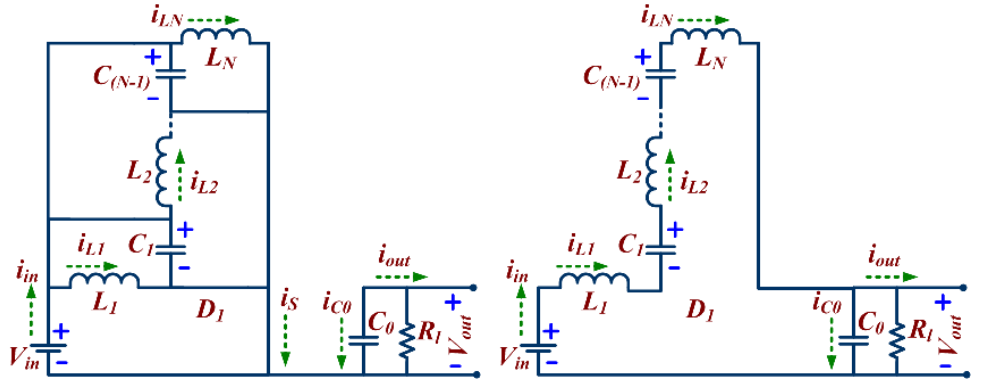 iLN
LN
+
C(N-1)
-
L2
iL2
+
C1
-
iL1
iin
L1
D1
iS
iC0
iout
C0
Rl
+
Vout
-
+
Vin
-
iLN
LN
+
C(N-1)
-
L2
iL2
+
C1
-
iL1
iin
L1
D1
iC0
iout
C0
Rl
+
Vout
-
+
Vin
-